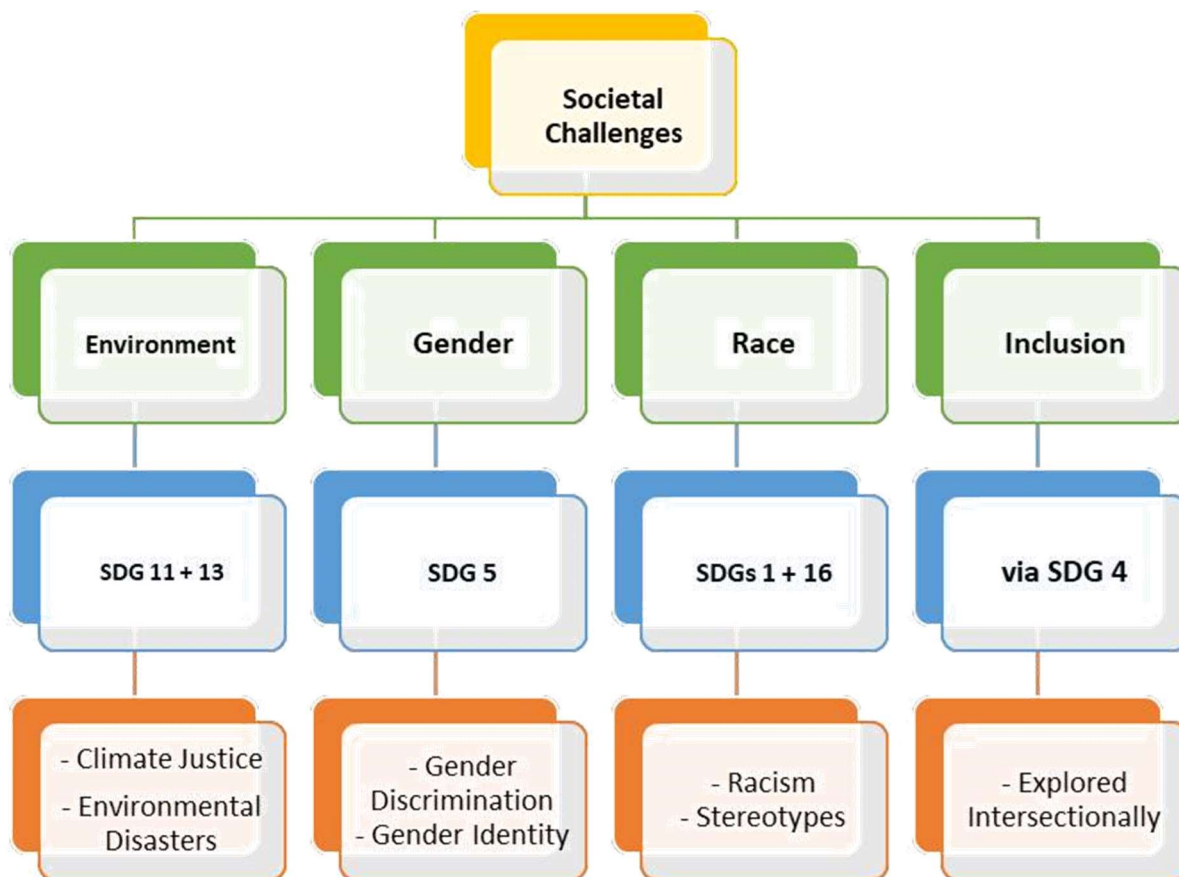 Societal
Challenges
Environment
Gender
Race
Inclusion
SDG 11 + 13
SDG 5
SDGs 1 + 16
via SDG 4
- Climate Justice
- Environmental
Disasters
- Gender
Discrimination
- Gender Identity
- Racism
- Stereotypes
- Explored
Intersectionally